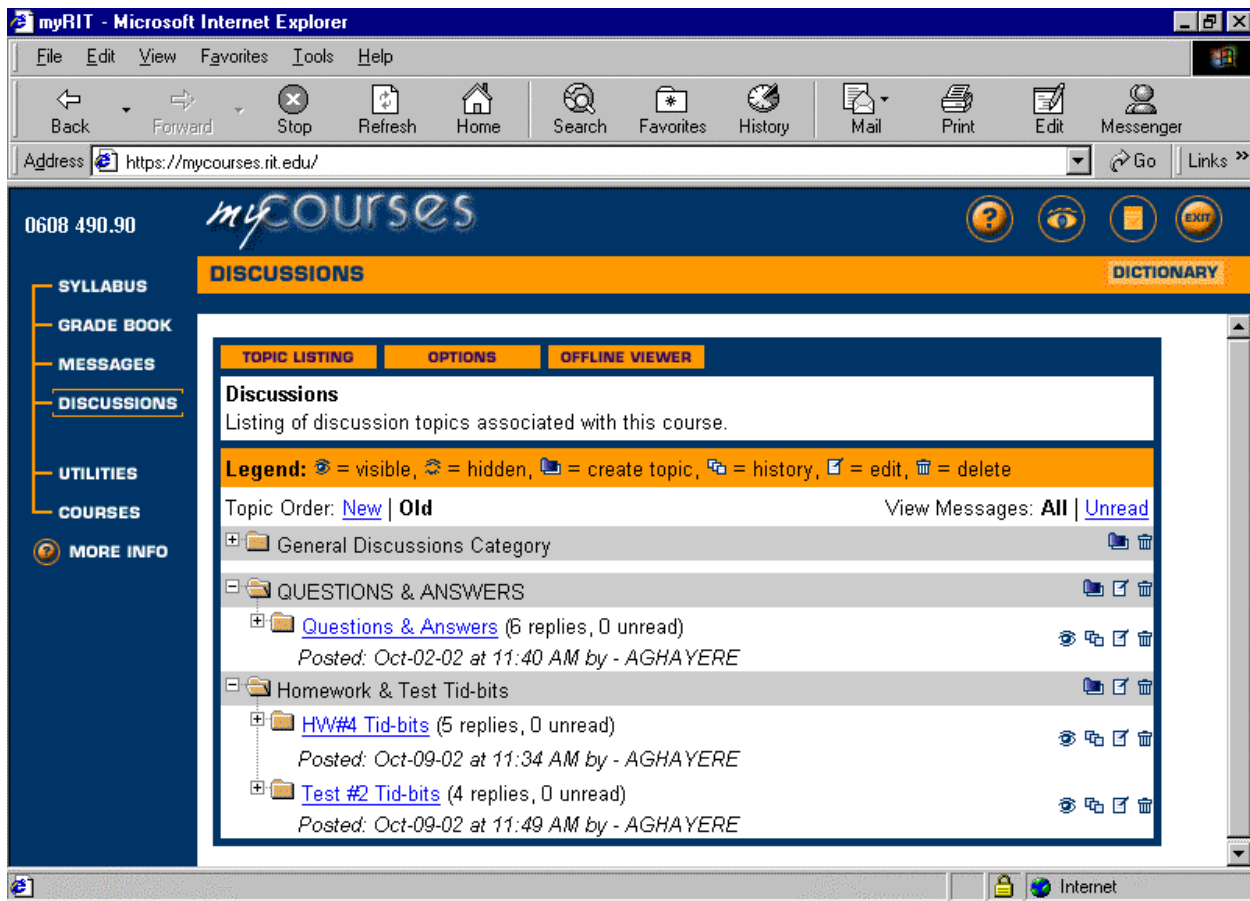 myRIT - Microsoft Internet Explorer
File Edit View Favorites Tools Help
Back Forward Stop Refresh Home Search Favorites History Mail Print Edit Messenger
Address https://mycourses.rit.edu/ Go Links »
0608 490.90
myCourses
EXIT
DISCUSSIONS
DICTIONARY
SYLLABUS
GRADE BOOK
MESSAGES
DISCUSSIONS
UTILITIES
COURSES
MORE INFO
TOPIC LISTING OPTIONS OFFLINE VIEWER
Discussions
Listing of discussion topics associated with this course.
Legend: = visible, = hidden, = create topic, = history, = edit, = delete
Topic Order: New | Old View Messages: All | Unread
General Discussions Category
QUESTIONS & ANSWERS
Questions & Answers (6 replies, 0 unread)
Posted: Oct-02-02 at 11:40 AM by - AGHAYERE
Homework & Test Tid-bits
HW#4 Tid-bits (5 replies, 0 unread)
Posted: Oct-09-02 at 11:34 AM by - AGHAYERE
Test #2 Tid-bits (4 replies, 0 unread)
Posted: Oct-09-02 at 11:49 AM by - AGHAYERE
Internet